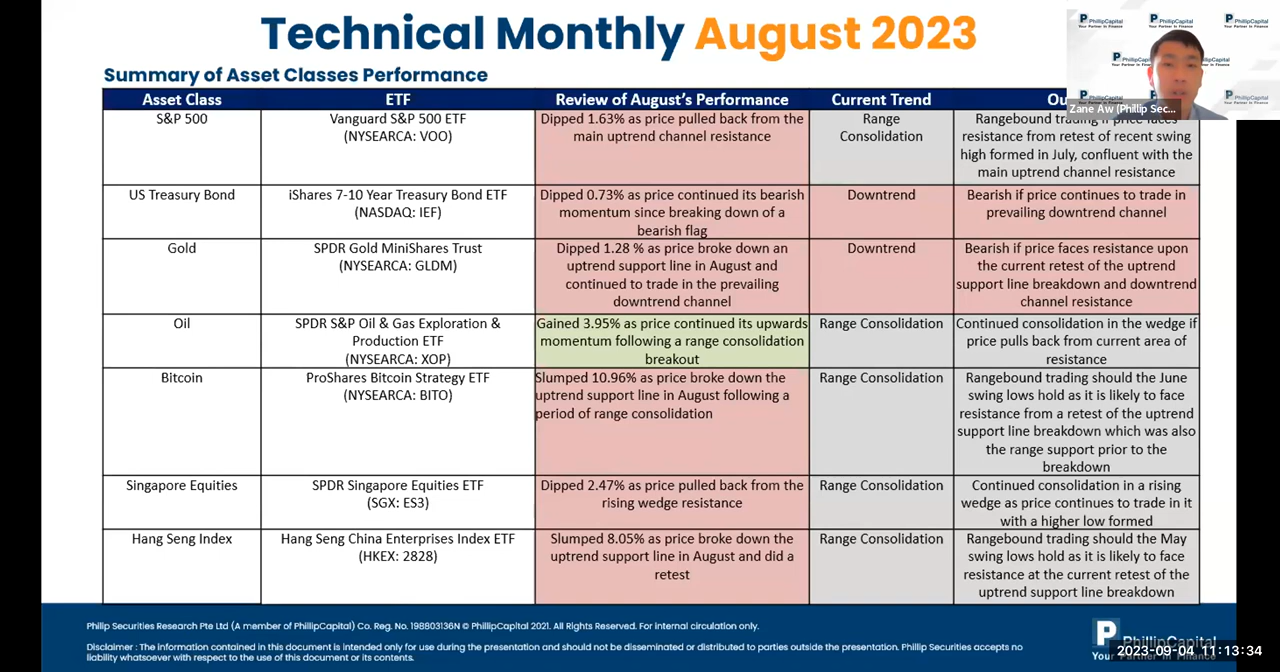 Technical Monthly August 2023
Summary of Asset Classes Performance
Asset Class ETF Review of August's Performance Current Trend
S&P 500
Vanguard S&P 500 ETF
(NYSEARCA: VOO)
Dipped 1.63% as price pulled back from the
main uptrend channel resistance
Range
Consolidation
Rangebound trading if price faces
resistance from retest of recent swing
high formed in July, confluent with the
main uptrend channel resistance
US Treasury Bond
iShares 7-10 Year Treasury Bond ETF
(NASDAQ: IEF)
Dipped 0.73% as price continued its bearish
momentum since breaking down of a
bearish flag
Downtrend
Bearish if price continues to trade in
prevailing downtrend channel
Gold
SPDR Gold MiniShares Trust
(NYSEARCA: GLDM)
Dipped 1.28 % as price broke down an
uptrend support line in August and
continued to trade in the prevailing
downtrend channel
Downtrend
Bearish if price faces resistance upon
the current retest of the uptrend
support line breakdown and downtrend
channel resistance
Oil
SPDR S&P Oil & Gas Exploration &
Production ETF
(NYSEARCA: XOP)
Gained 3.95% as price continued its upwards
momentum following a range consolidation
breakout
Range Consolidation
Continued consolidation in the wedge if
price pulls back from current area of
resistance
Bitcoin
ProShares Bitcoin Strategy ETF
(NYSEARCA: BITO)
Slumped 10.96% as price broke down the
uptrend support line in August following a
period of range consolidation
Range Consolidation
Rangebound trading should the June
swing lows hold as it is likely to face
resistance from a retest of the uptrend
support line breakdown which was also
the range support prior to the
breakdown
Singapore Equities
SPDR Singapore Equities ETF
(SGX: ES3)
Dipped 2.47% as price pulled back from the
rising wedge resistance
Range Consolidation
Continued consolidation in a rising
wedge as price continues to trade in it
with a higher low formed
Hang Seng Index
Hang Seng China Enterprises Index ETF
(HKEX: 2828)
Slumped 8.05% as price broke down the
uptrend support line in August and did a
retest
Range Consolidation
Rangebound trading should the May
swing lows hold as it is likely to face
resistance at the current retest of the
uptrend support line breakdown
Phillip Securities Research Pte Ltd (A member of PhillipCapital) Co. Reg. No. 198803136N © PhillipCapital 2021. All Rights Reserved. For internal circulation only.
Disclaimer : The information contained in this document is intended only for use during the presentation and should not be disseminated or distributed to parties outside the presentation. Phillip Securities accepts no
liability whatsoever with respect to the use of this document or its contents.
PhillipCapital
Your Partner In Finance
Zane Aw (Phillip Sec...
PhillipCapital
2023-09-04 11:13:34